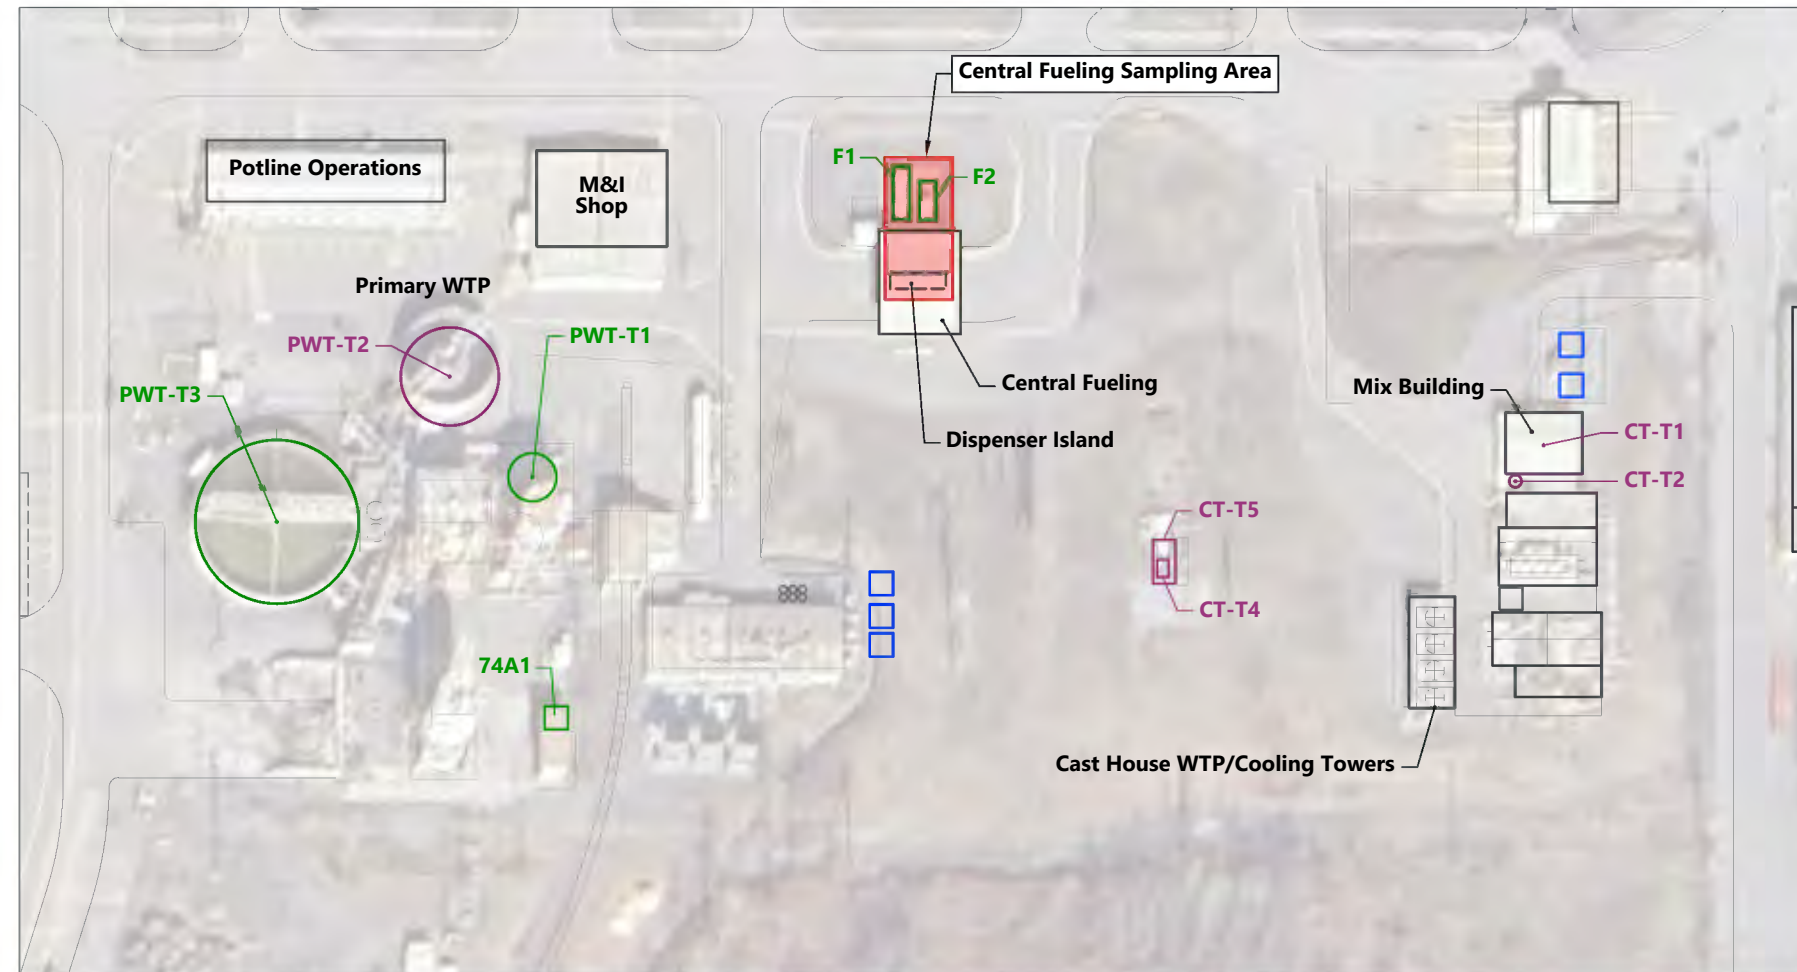 Central Fueling Sampling Area
Potline Operations
M&I
Shop
F1
F2
Primary WTP
PWT-T2
PWT-T1
PWT-T3
Central Fueling
Mix Building
Dispenser Island
CT-T1
CT-T2
CT-T5
CT-T4
74A1
Cast House WTP/Cooling Towers